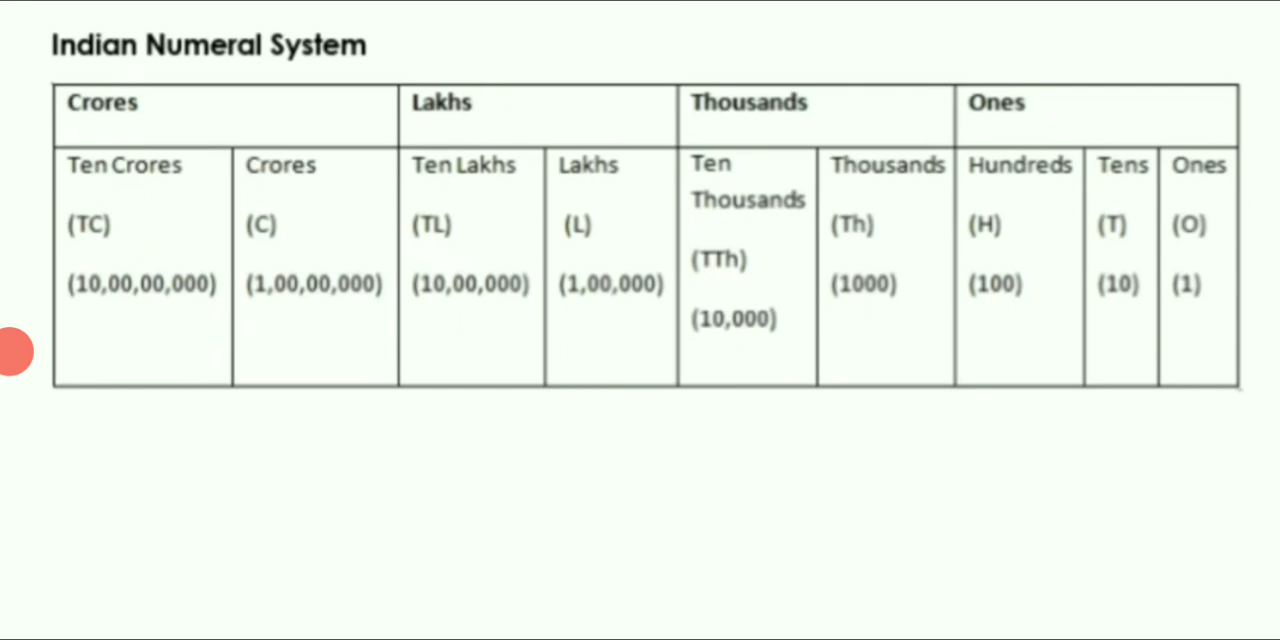 Indian Numeral System
Crores Lakhs Thousands Ones
Ten Crores Crores Ten Lakhs Lakhs Ten Thousands Thousands Hundreds Tens Ones
(TC) (C) (TL) (L) (TTh) (Th) (H) (T) (O)
(10,00,00,000) (1,00,00,000) (10,00,000) (1,00,000) (10,000) (1000) (100) (10) (1)